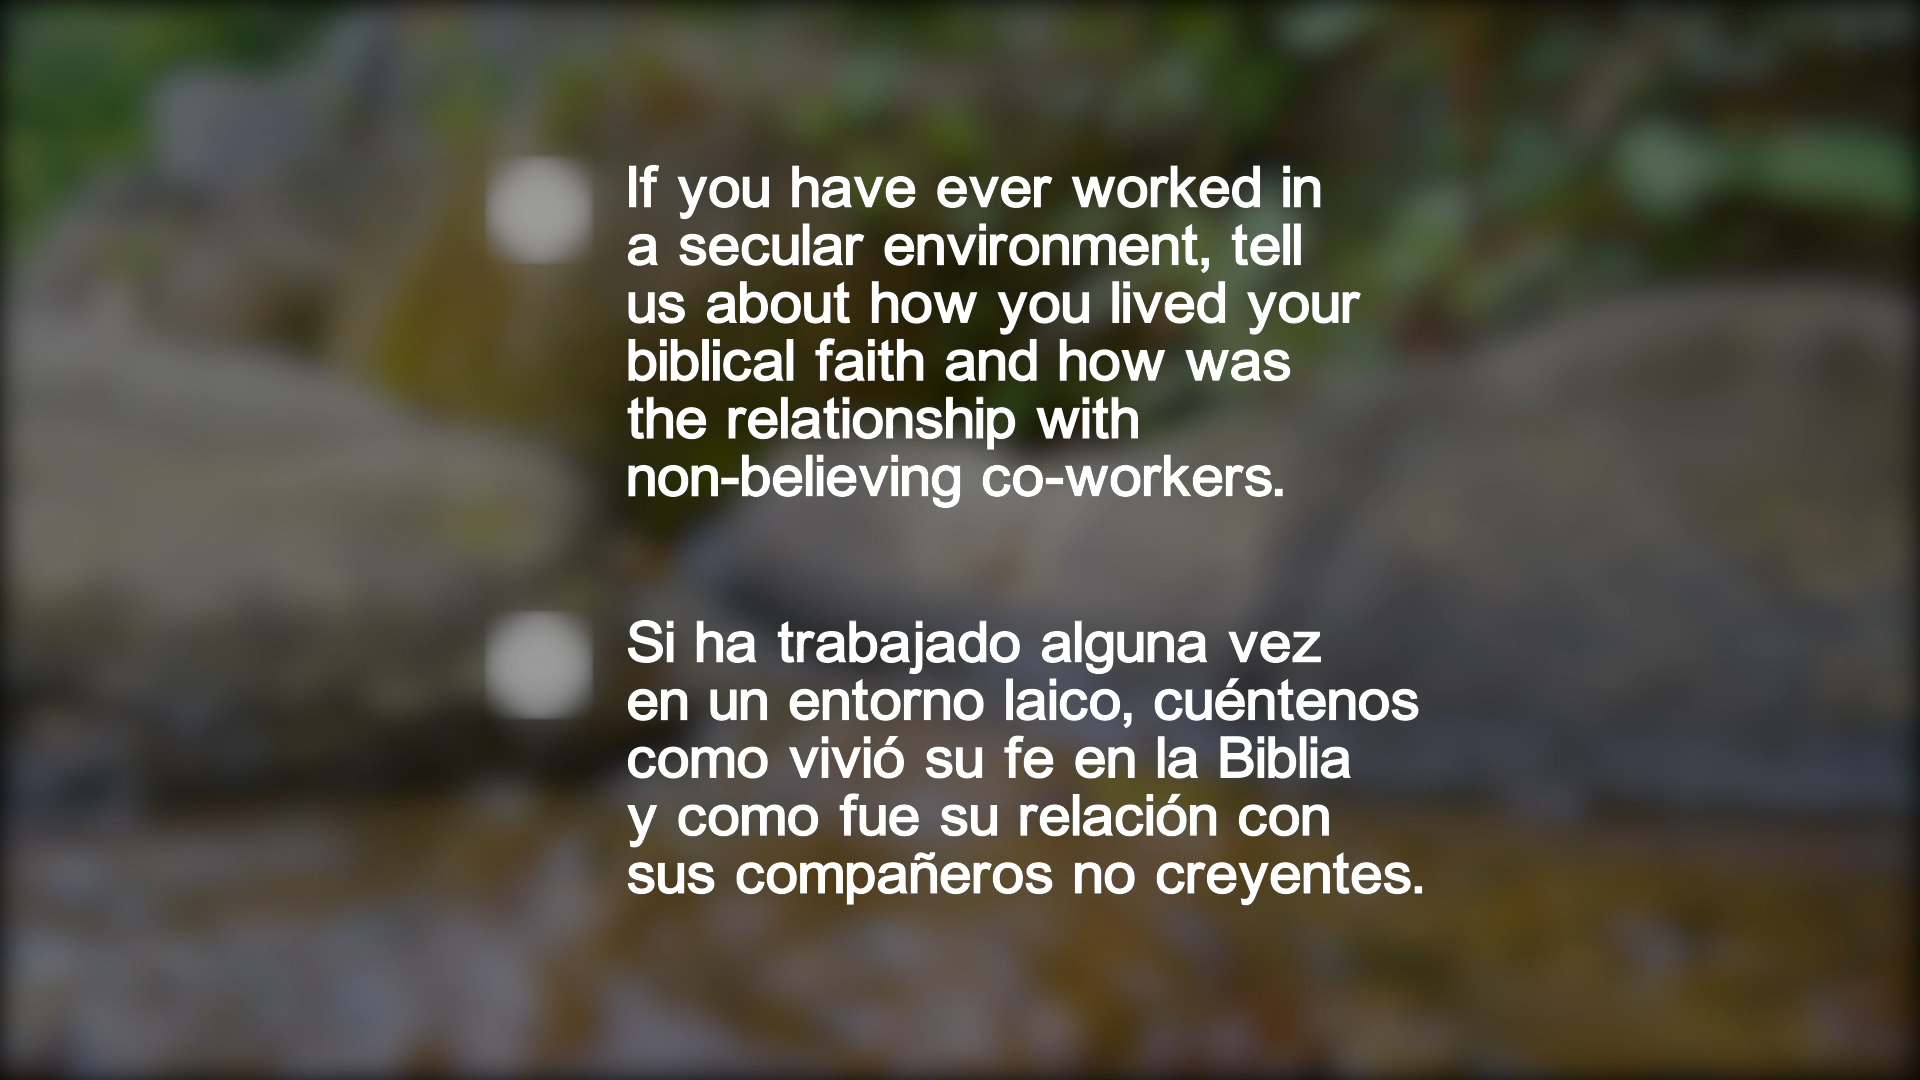 If you have ever worked in
a secular environment, tell
us about how you lived your
biblical faith and how was
the relationship with
non-believing co-workers.
Si ha trabajado alguna vez
en un entorno laico, cuéntenos
como vivió su fe en la Biblia
y como fue su relación con
sus compañeros no creyentes.